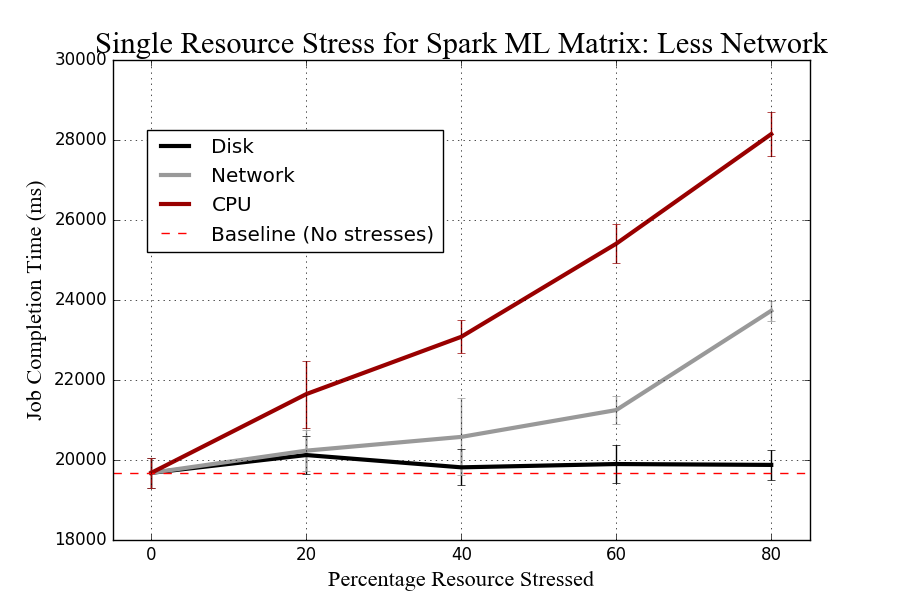 Single Resource Stress for Spark ML Matrix: Less Network
30000
28000
26000
24000
22000
20000
18000
Job Completion Time (ms)
Disk
Network
CPU
Baseline (No stresses)
0 20 40 60 80
Percentage Resource Stressed